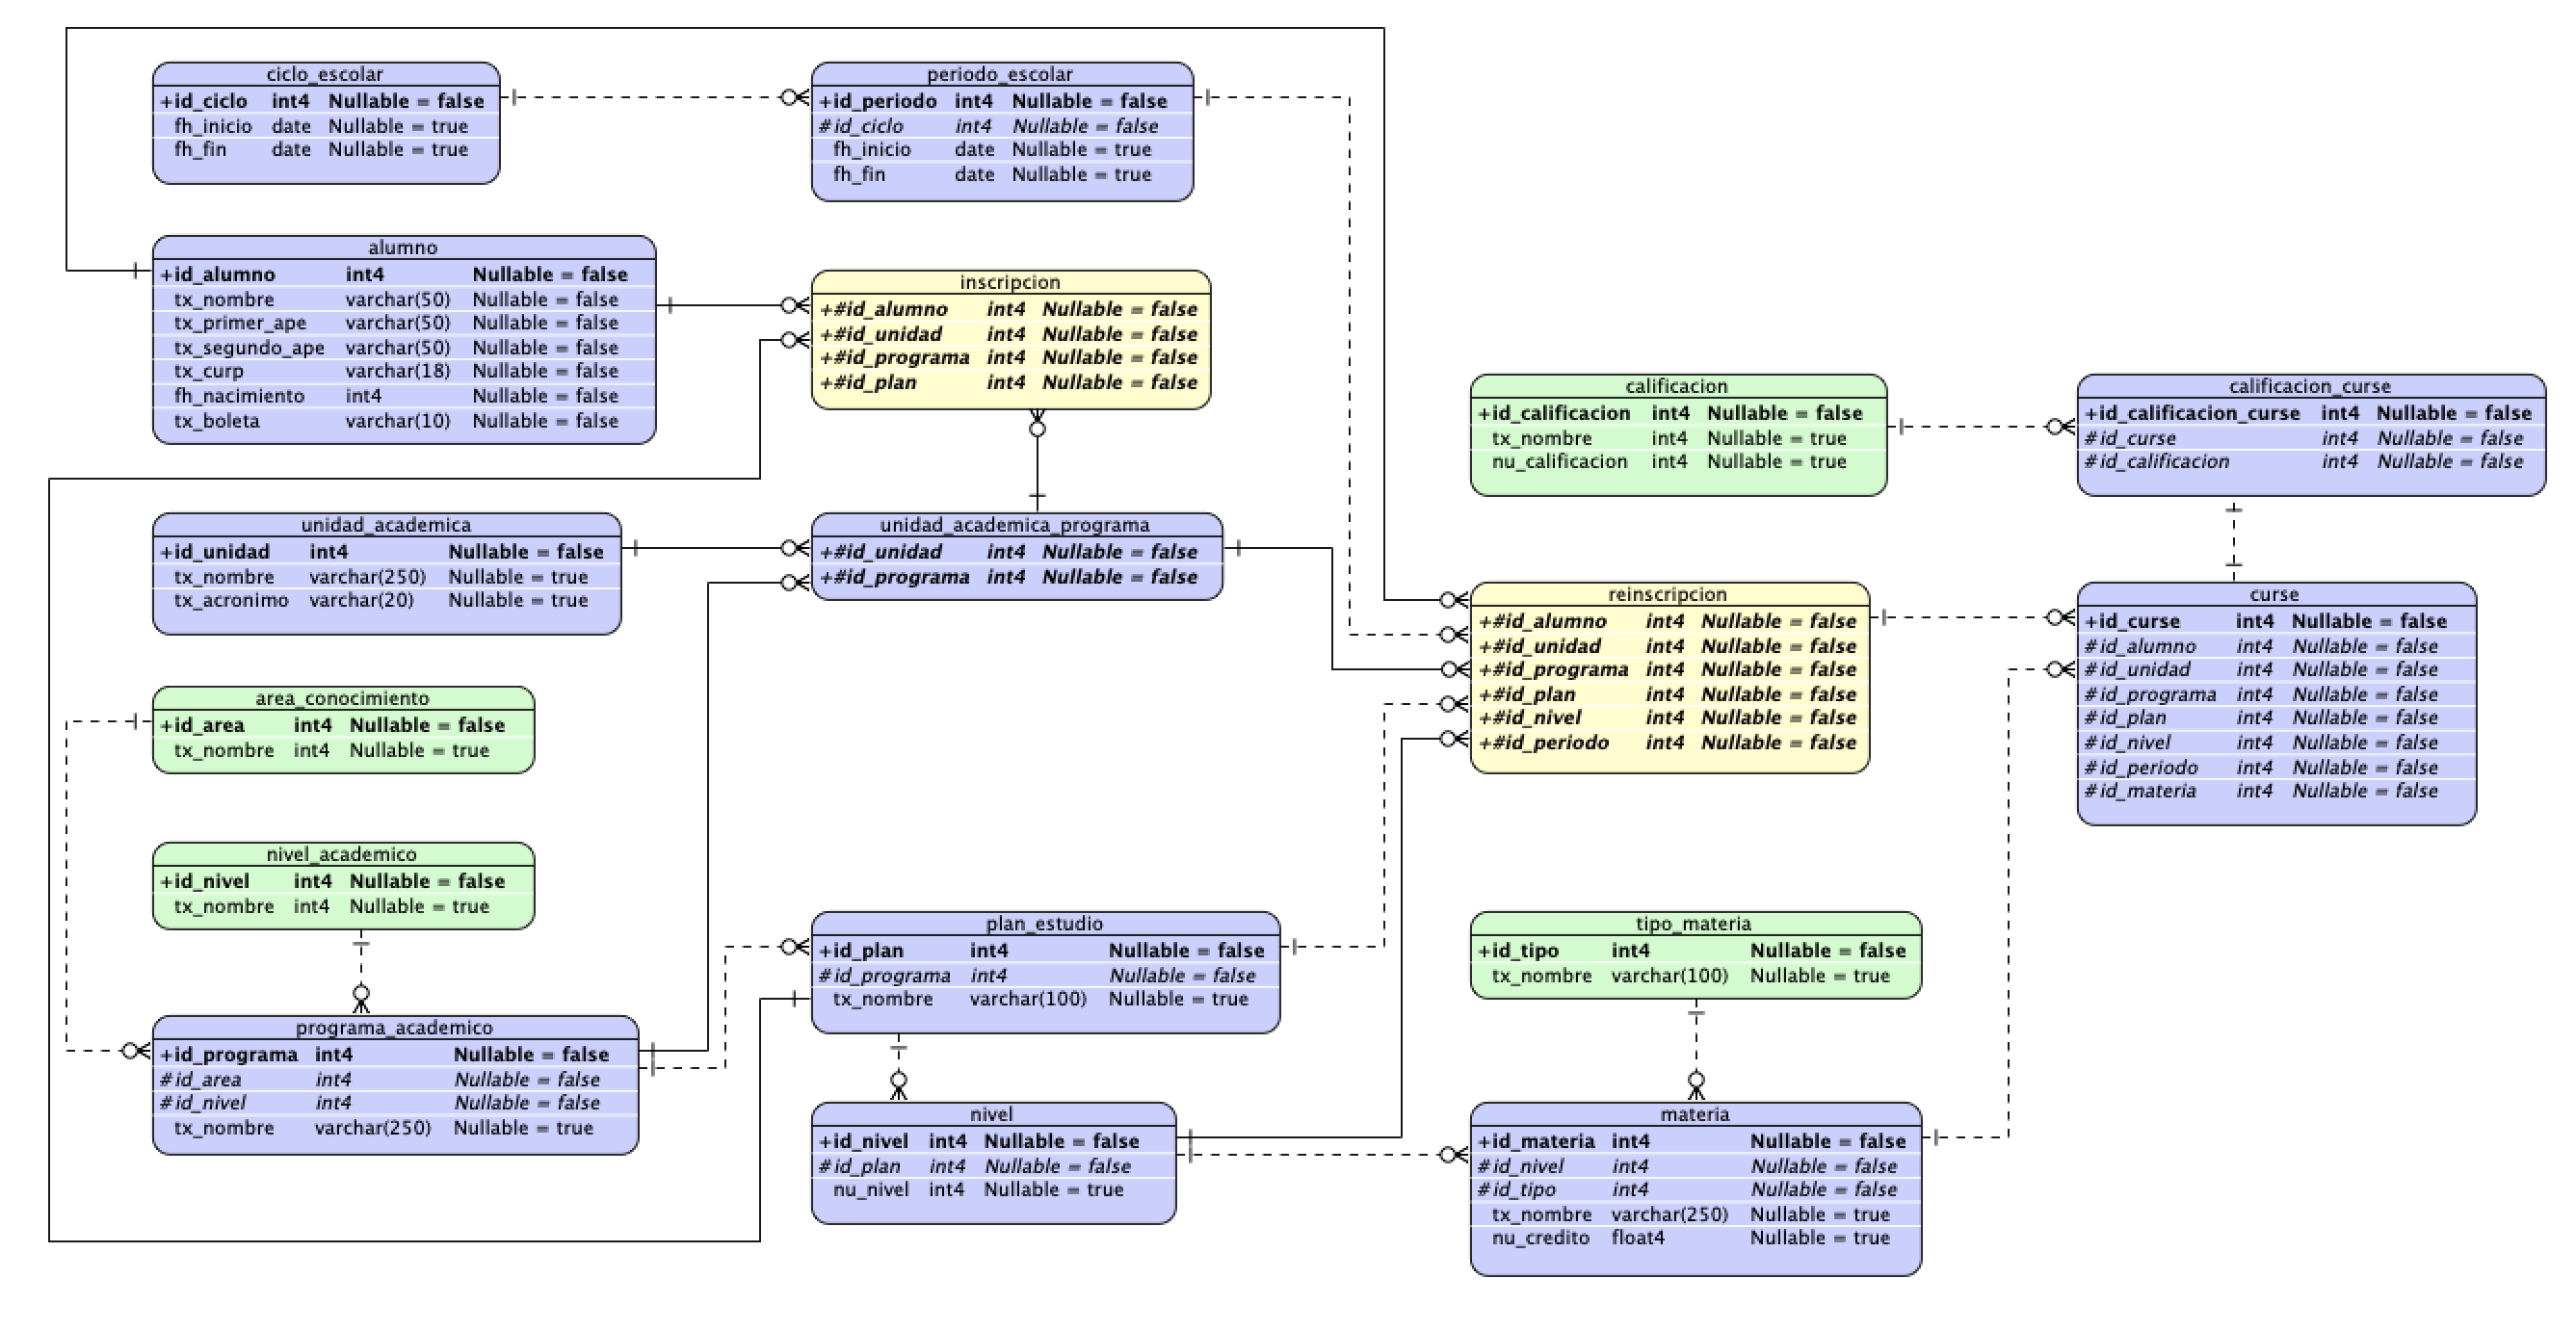 ciclo_escolar
+id_ciclo int4 Nullable = false
fh_inicio date Nullable = true
fh_fin date Nullable = true
periodo_escolar
+id_periodo int4 Nullable = false
#id_ciclo int4 Nullable = false
fh_inicio date Nullable = true
fh_fin date Nullable = true
alumno
+id_alumno int4 Nullable = false
tx_nombre varchar(50) Nullable = false
tx_primer_ape varchar(50) Nullable = false
tx_segundo_ape varchar(50) Nullable = false
tx_curp varchar(18) Nullable = false
fh_nacimiento int4 Nullable = false
tx_boleta varchar(10) Nullable = false
inscripcion
+#id_alumno int4 Nullable = false
+#id_unidad int4 Nullable = false
+#id_programa int4 Nullable = false
+#id_plan int4 Nullable = false
calificacion
+id_calificacion int4 Nullable = false
tx_nombre int4 Nullable = true
nu_calificacion int4 Nullable = true
calificacion_curse
+id_calificacion_curse int4 Nullable = false
#id_curse int4 Nullable = false
#id_calificacion int4 Nullable = false
unidad_academica
+id_unidad int4 Nullable = false
tx_nombre varchar(250) Nullable = true
tx_acronimo varchar(20) Nullable = true
unidad_academica_programa
+#id_unidad int4 Nullable = false
+#id_programa int4 Nullable = false
reinscripcion
+#id_alumno int4 Nullable = false
+#id_unidad int4 Nullable = false
+#id_programa int4 Nullable = false
+#id_plan int4 Nullable = false
+#id_nivel int4 Nullable = false
+#id_periodo int4 Nullable = false
curse
+id_curse int4 Nullable = false
#id_alumno int4 Nullable = false
#id_unidad int4 Nullable = false
#id_programa int4 Nullable = false
#id_plan int4 Nullable = false
#id_nivel int4 Nullable = false
#id_periodo int4 Nullable = false
#id_materia int4 Nullable = false
area_conocimiento
+id_area int4 Nullable = false
tx_nombre int4 Nullable = true
nivel_academico
+id_nivel int4 Nullable = false
tx_nombre int4 Nullable = true
plan_estudio
+id_plan int4 Nullable = false
#id_programa int4 Nullable = false
tx_nombre varchar(100) Nullable = true
tipo_materia
+id_tipo int4 Nullable = false
tx_nombre varchar(100) Nullable = true
programa_academico
+id_programa int4 Nullable = false
#id_area int4 Nullable = false
#id_nivel int4 Nullable = false
tx_nombre varchar(250) Nullable = true
nivel
+id_nivel int4 Nullable = false
#id_plan int4 Nullable = false
nu_nivel int4 Nullable = true
materia
+id_materia int4 Nullable = false
#id_nivel int4 Nullable = false
#id_tipo int4 Nullable = false
tx_nombre varchar(250) Nullable = true
nu_credito float4 Nullable = true